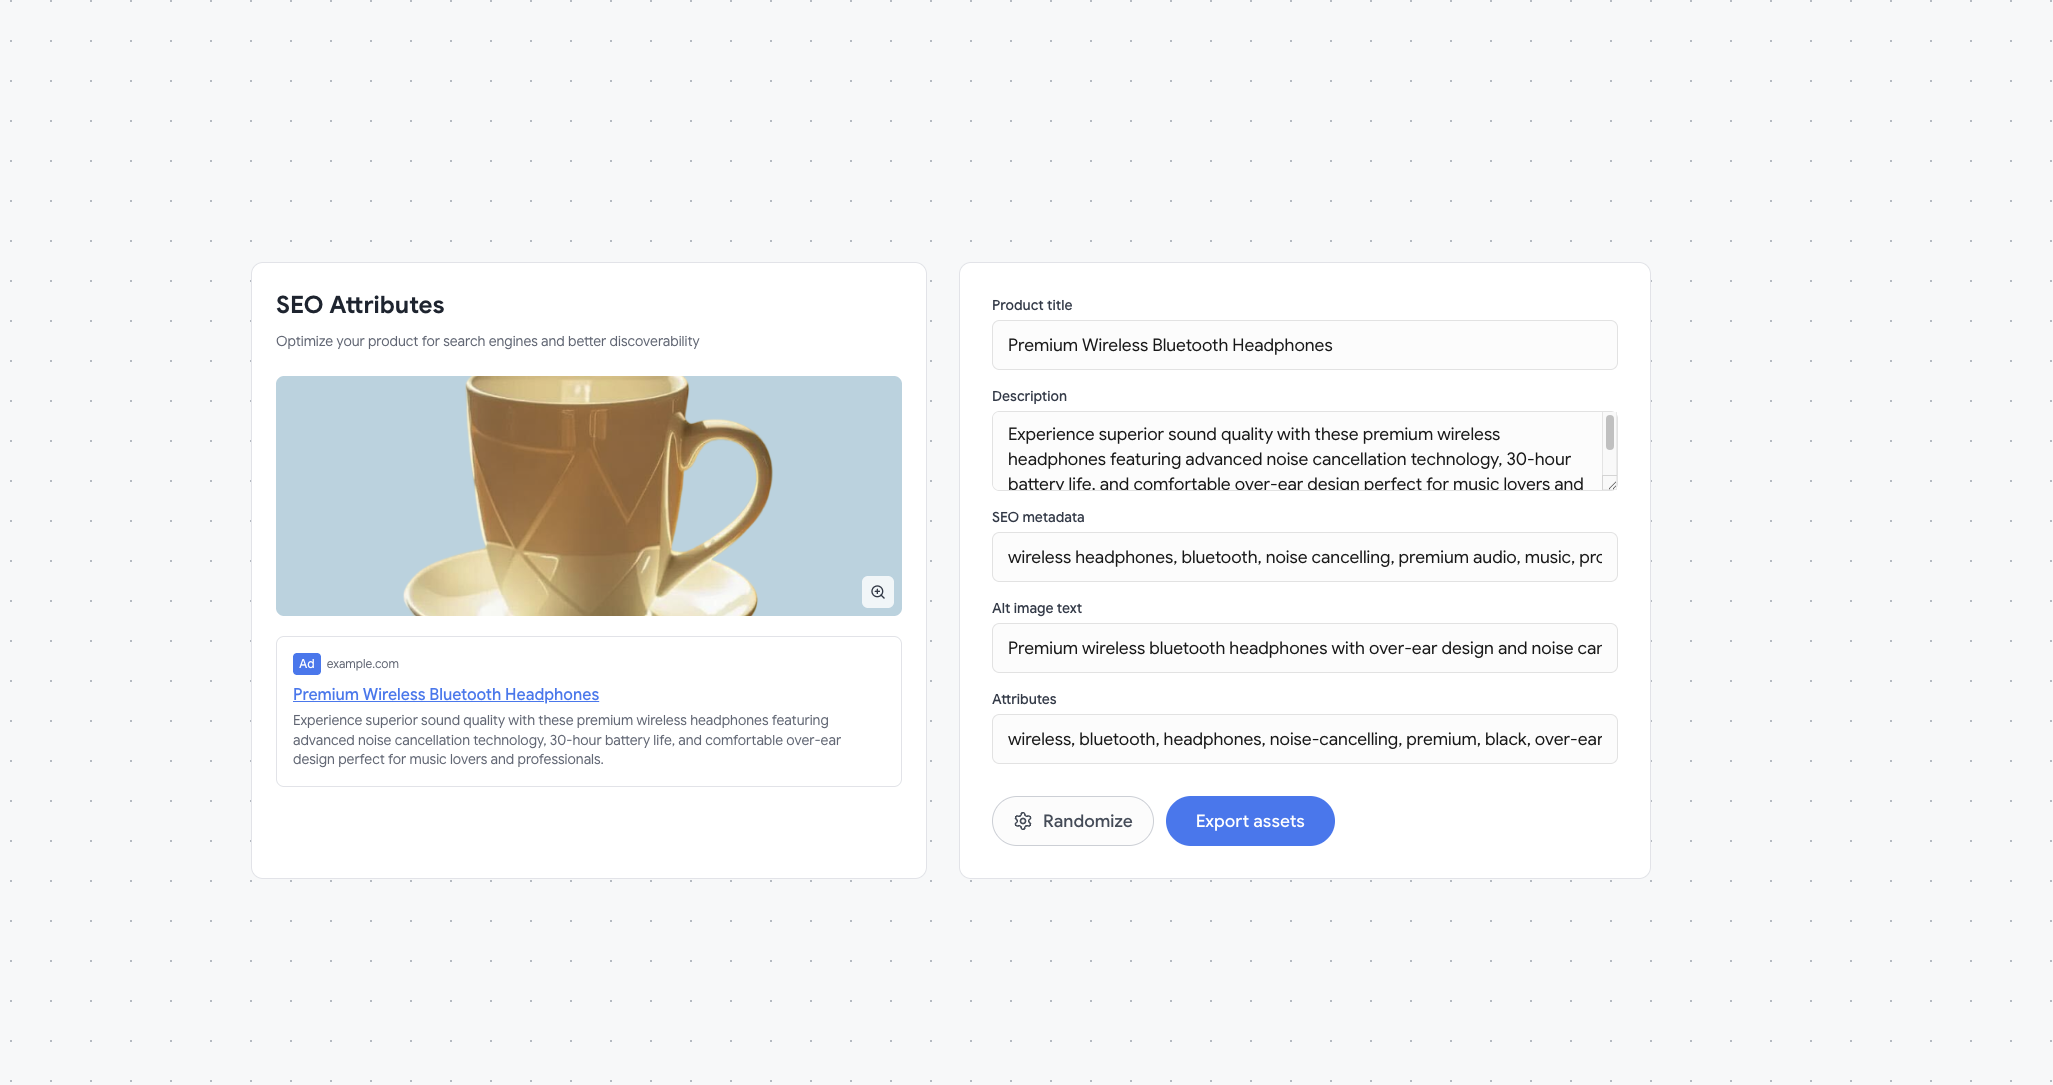 SEO Attributes
Optimize your product for search engines and better discoverability
Ad example.com
Premium Wireless Bluetooth Headphones
Experience superior sound quality with these premium wireless headphones featuring
advanced noise cancellation technology, 30-hour battery life, and comfortable over-ear
design perfect for music lovers and professionals.
Product title
Premium Wireless Bluetooth Headphones
Description
Experience superior sound quality with these premium wireless
headphones featuring advanced noise cancellation technology, 30-hour
battery life, and comfortable over-ear design perfect for music lovers and
SEO metadata
wireless headphones, bluetooth, noise cancelling, premium audio, music,
Alt image text
Premium wireless bluetooth headphones with over-ear design and noise
Attributes
wireless, bluetooth, headphones, noise-cancelling, premium, black, over-ear
Randomize
Export assets